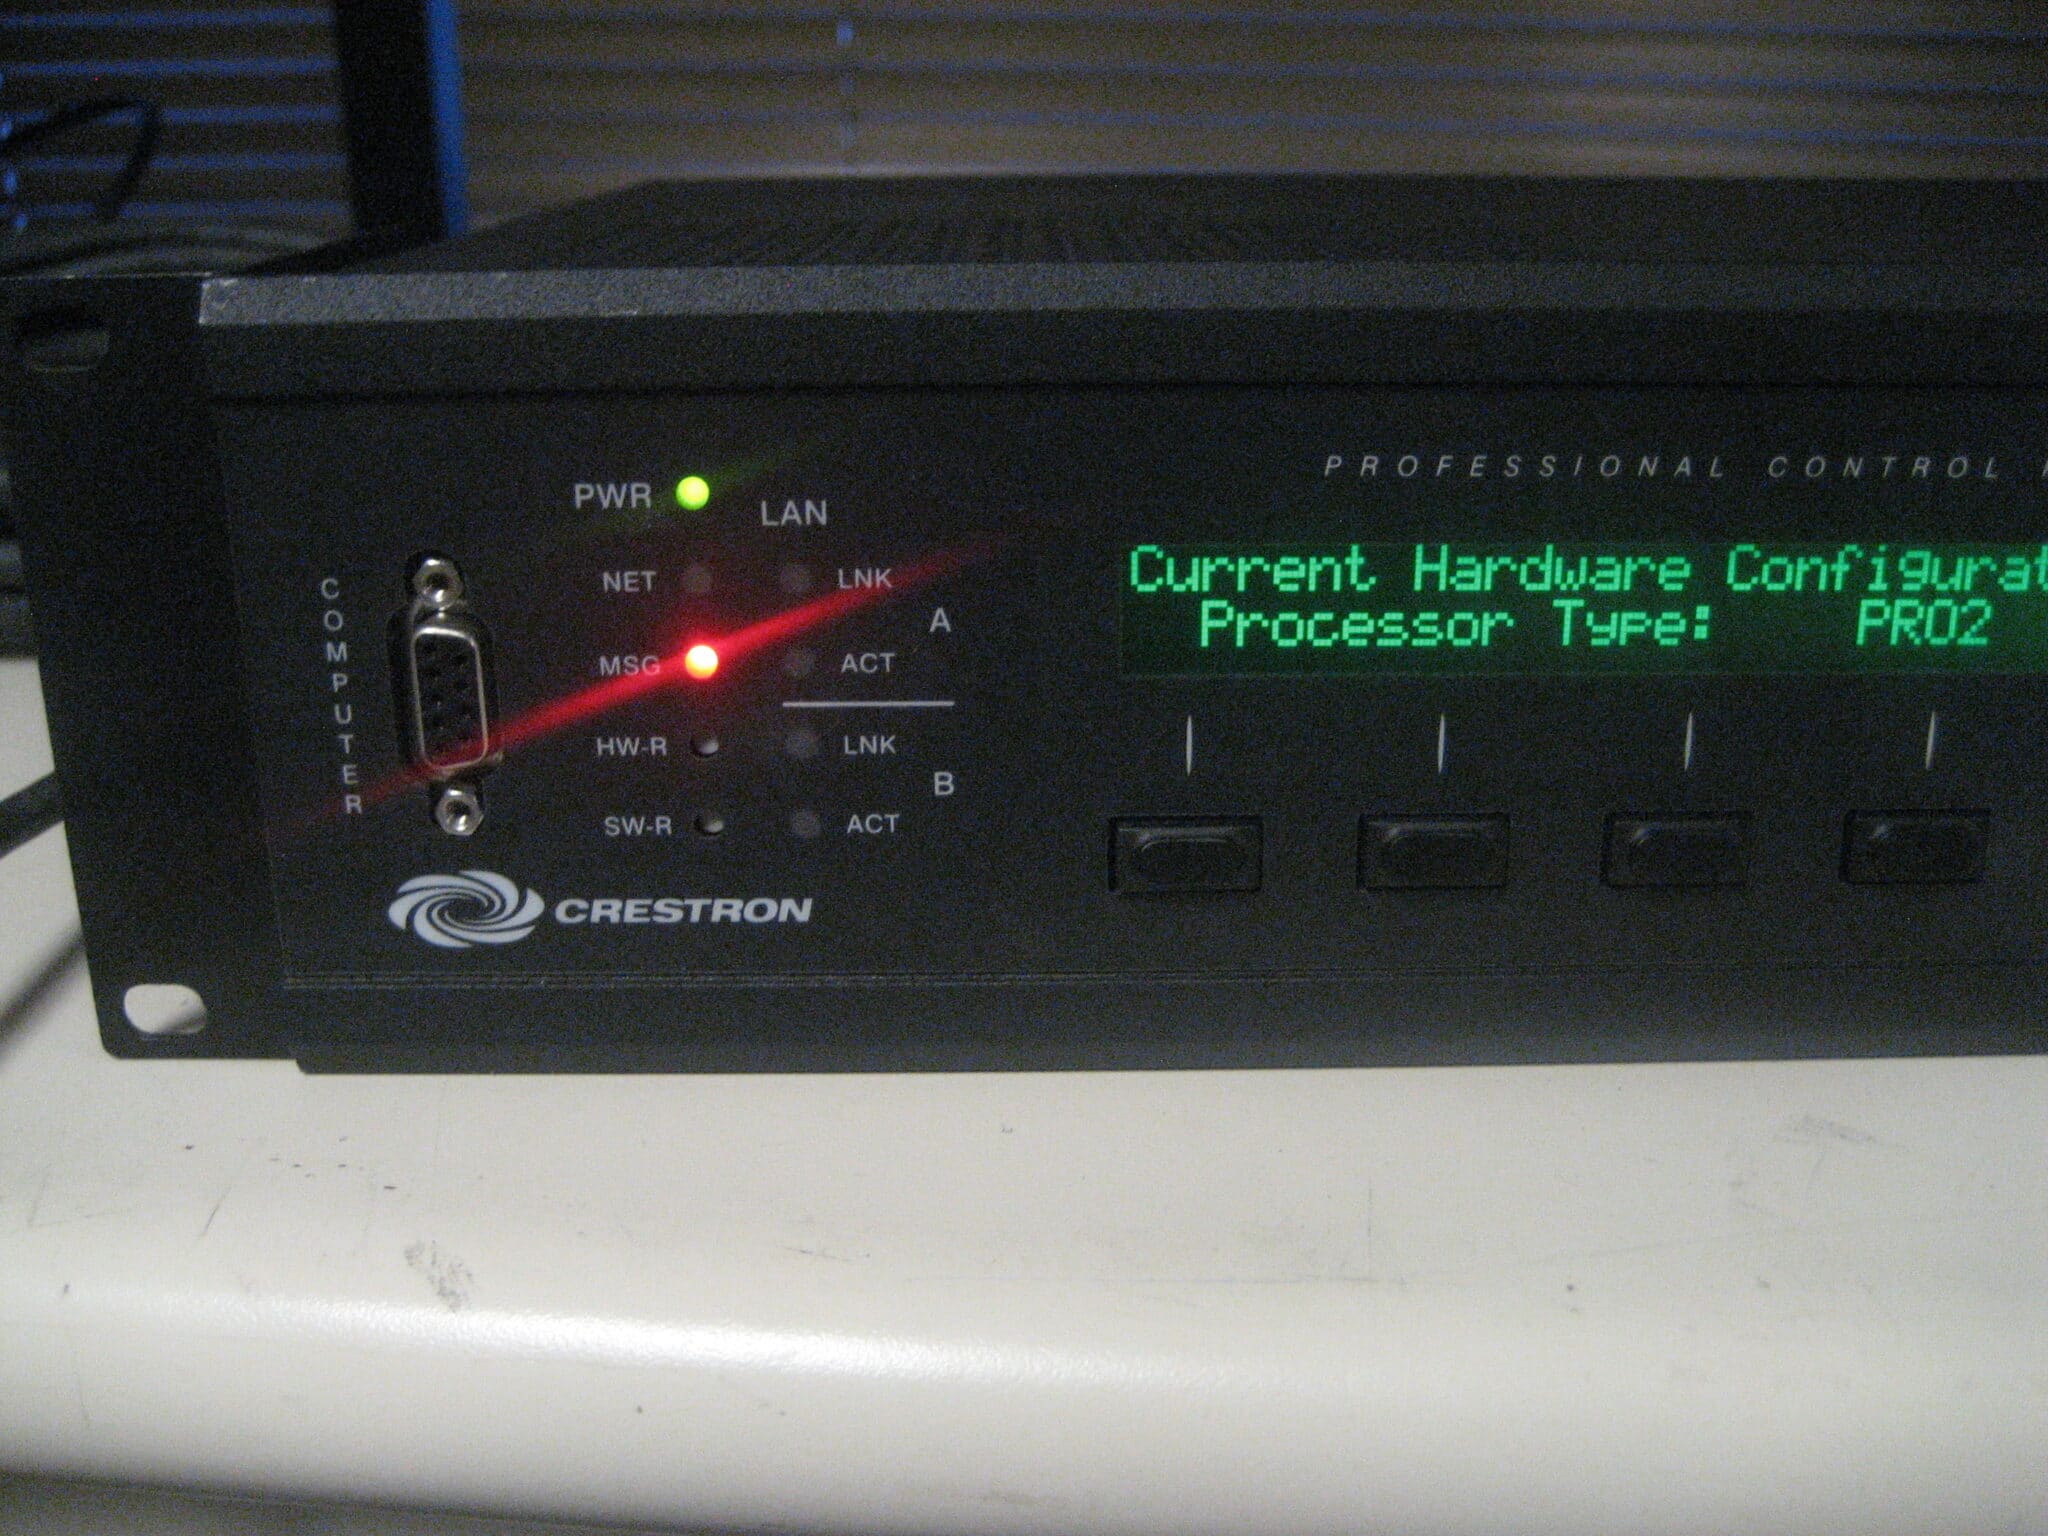 PROFESSIONAL CONTROL
PWR
LAN
COMPUTER
NET
LNK
A
MSG
ACT
HW-R
LNK
B
SW-R
ACT
CRESTRON
Current Hardware Configurat
Processor Type: PRO2